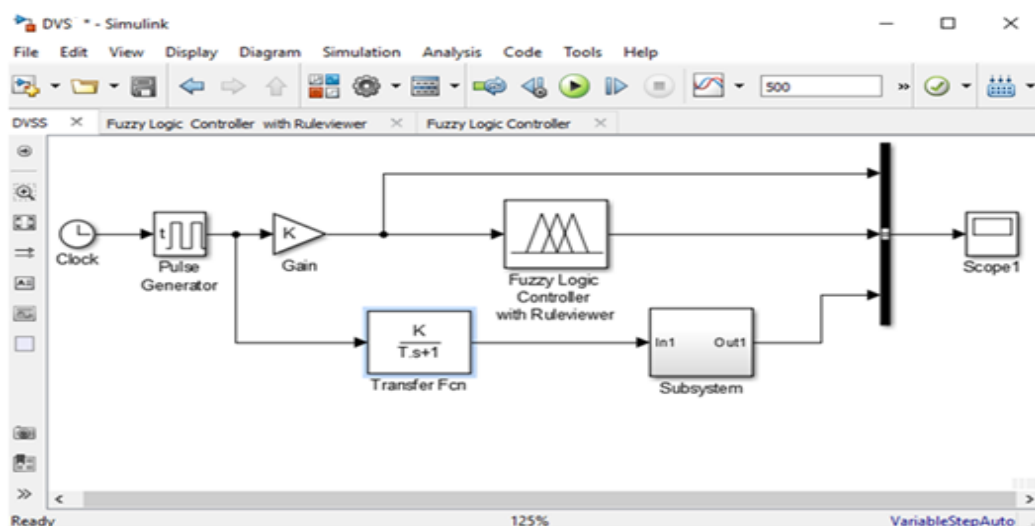 DVS * - Simulink
File Edit View Display Diagram Simulation Analysis Code Tools Help
500
DVSS Fuzzy Logic Controller with Ruleviewer Fuzzy Logic Controller
Clock
t
Pulse
Generator
K
Gain
Fuzzy Logic
Controller
with Ruleviewer
Scope1
K
T.s+1
Transfer Fcn
In1 Out1
Subsystem
Ready 125% VariableStepAuto